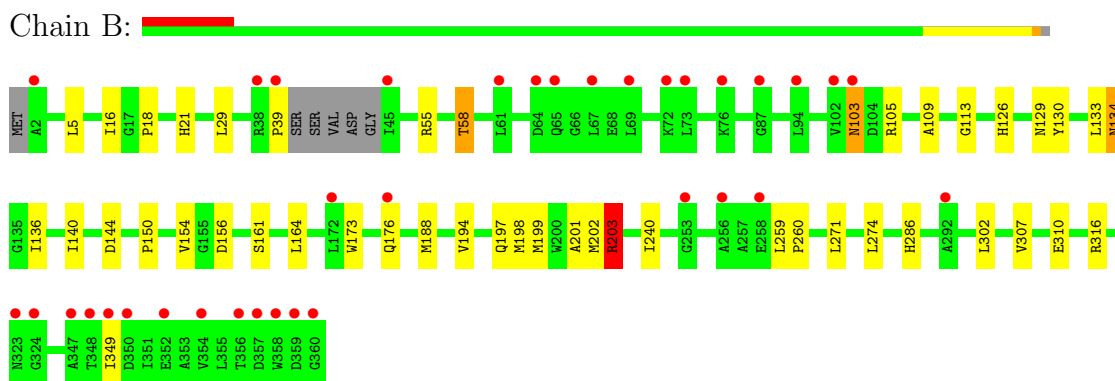 Chain B:
MET A2 L5 I16 G17 P18 H21 L29 R38 P39 SER SER VAL ASP GLY I45 R55 T58 L61 D64 Q65 G66 L67 E68 L69 K72 L73 K76 G87 L94 V102 N103 D104 R105 A109 G113 H126 N129 Y130 L133 N134
G135 I136 I140 D144 P150 V154 G155 D156 S161 L164 L172 W173 Q176 M188 V194 Q197 M198 M199 W200 A201 M202 R203 I240 G253 A256 A257 E258 L259 P260 L271 L274 H286 A292 L302 V307 E310 R316
N323 G324 A347 T348 I349 D350 I351 E352 A353 V354 L355 T356 D357 W358 D359 G360